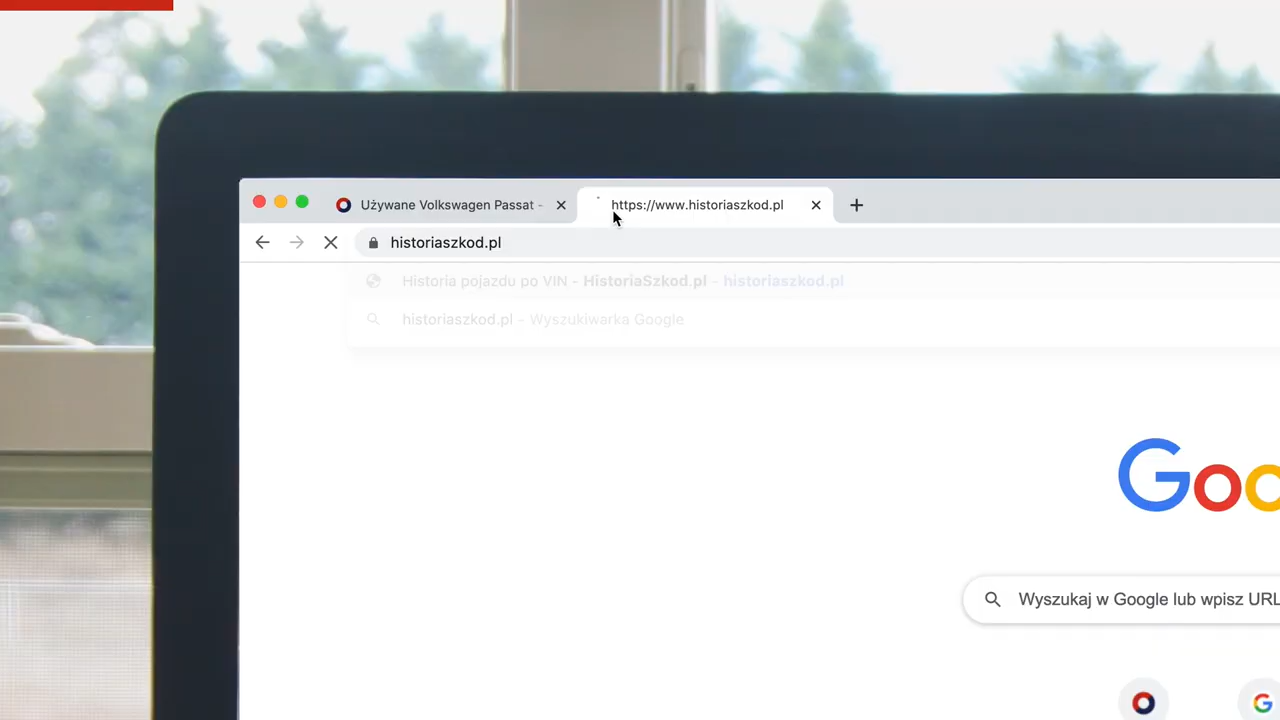 Używane Volkswagen Passat -
https://www.historiaszkod.pl
historiaszkod.pl
Historia pojazdu po VIN - HistoriaSzkod.pl - historiaszkod.pl
historiaszkod.pl - Wyszukiwarka Google
Goo
Wyszukaj w Google lub wpisz URL
G